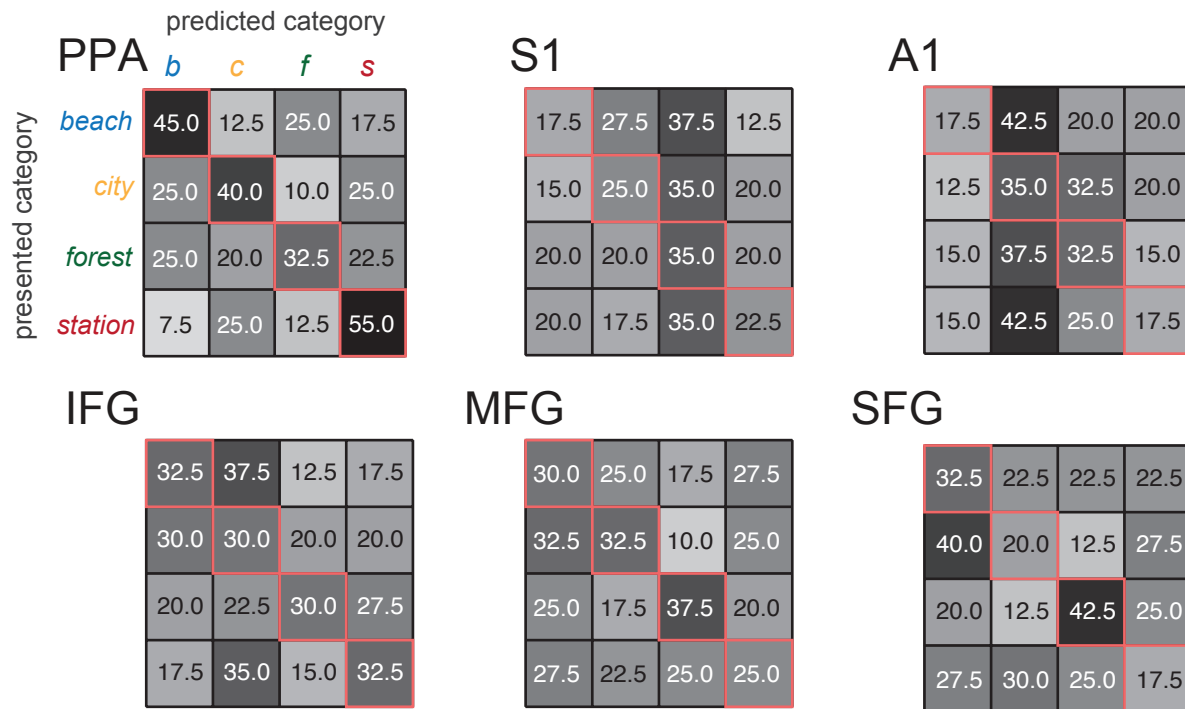 predicted category
PPA S1 A1
b c f s
presented category
beach 45.0 12.5 25.0 17.5
city 25.0 40.0 10.0 25.0
forest 25.0 20.0 32.5 22.5
station 7.5 25.0 12.5 55.0
17.5 27.5 37.5 12.5
15.0 25.0 35.0 20.0
20.0 20.0 35.0 20.0
20.0 17.5 35.0 22.5
17.5 42.5 20.0 20.0
12.5 35.0 32.5 20.0
15.0 37.5 32.5 15.0
15.0 42.5 25.0 17.5
IFG MFG SFG
32.5 37.5 12.5 17.5
30.0 30.0 20.0 20.0
20.0 22.5 30.0 27.5
17.5 35.0 15.0 32.5
30.0 25.0 17.5 27.5
32.5 32.5 10.0 25.0
25.0 17.5 37.5 20.0
27.5 22.5 25.0 25.0
32.5 22.5 22.5 22.5
40.0 20.0 12.5 27.5
20.0 12.5 42.5 25.0
27.5 30.0 25.0 17.5